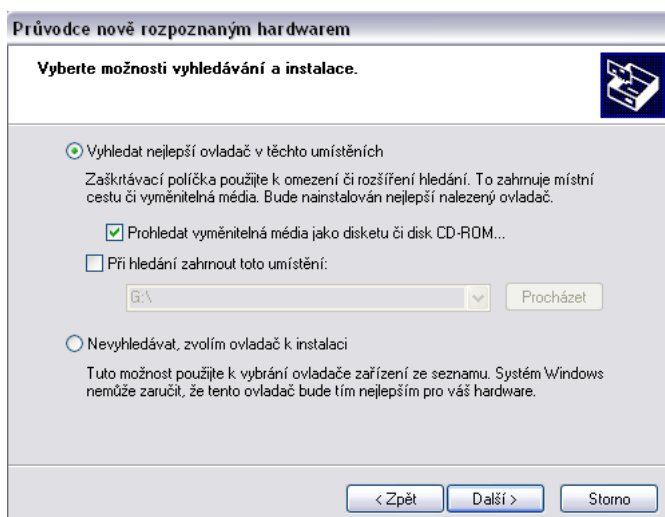 Průvodce nově rozpoznaným hardwarem
Vyberte možnosti vyhledávání a instalace.
Vyhledat nejlepší ovladač v těchto umístěních
Zaškrtávací políčka použijte k omezení či rozšíření hledání. To zahrnuje místní
cestu či vyměnitelná média. Bude nainstalován nejlepší nalezený ovladač.
Prohledat vyměnitelná média jako disketu či disk CD-ROM...
Při hledání zahrnout toto umístění:
G:\
Procházet
Nevyhledávat, zvolím ovladač k instalaci
Tuto možnost použijte k vybrání ovladače zařízení ze seznamu. Systém Windows
nemůže zaručit, že tento ovladač bude tím nejlepším pro váš hardware.
< Zpět
Další >
Storno